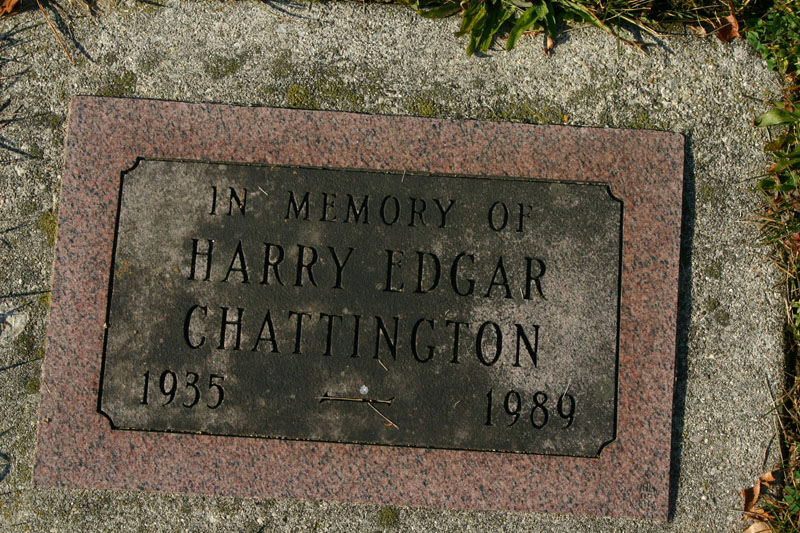 IN MEMORY OF
HARRY EDGAR
CHATTINGTON
1935 — 1989